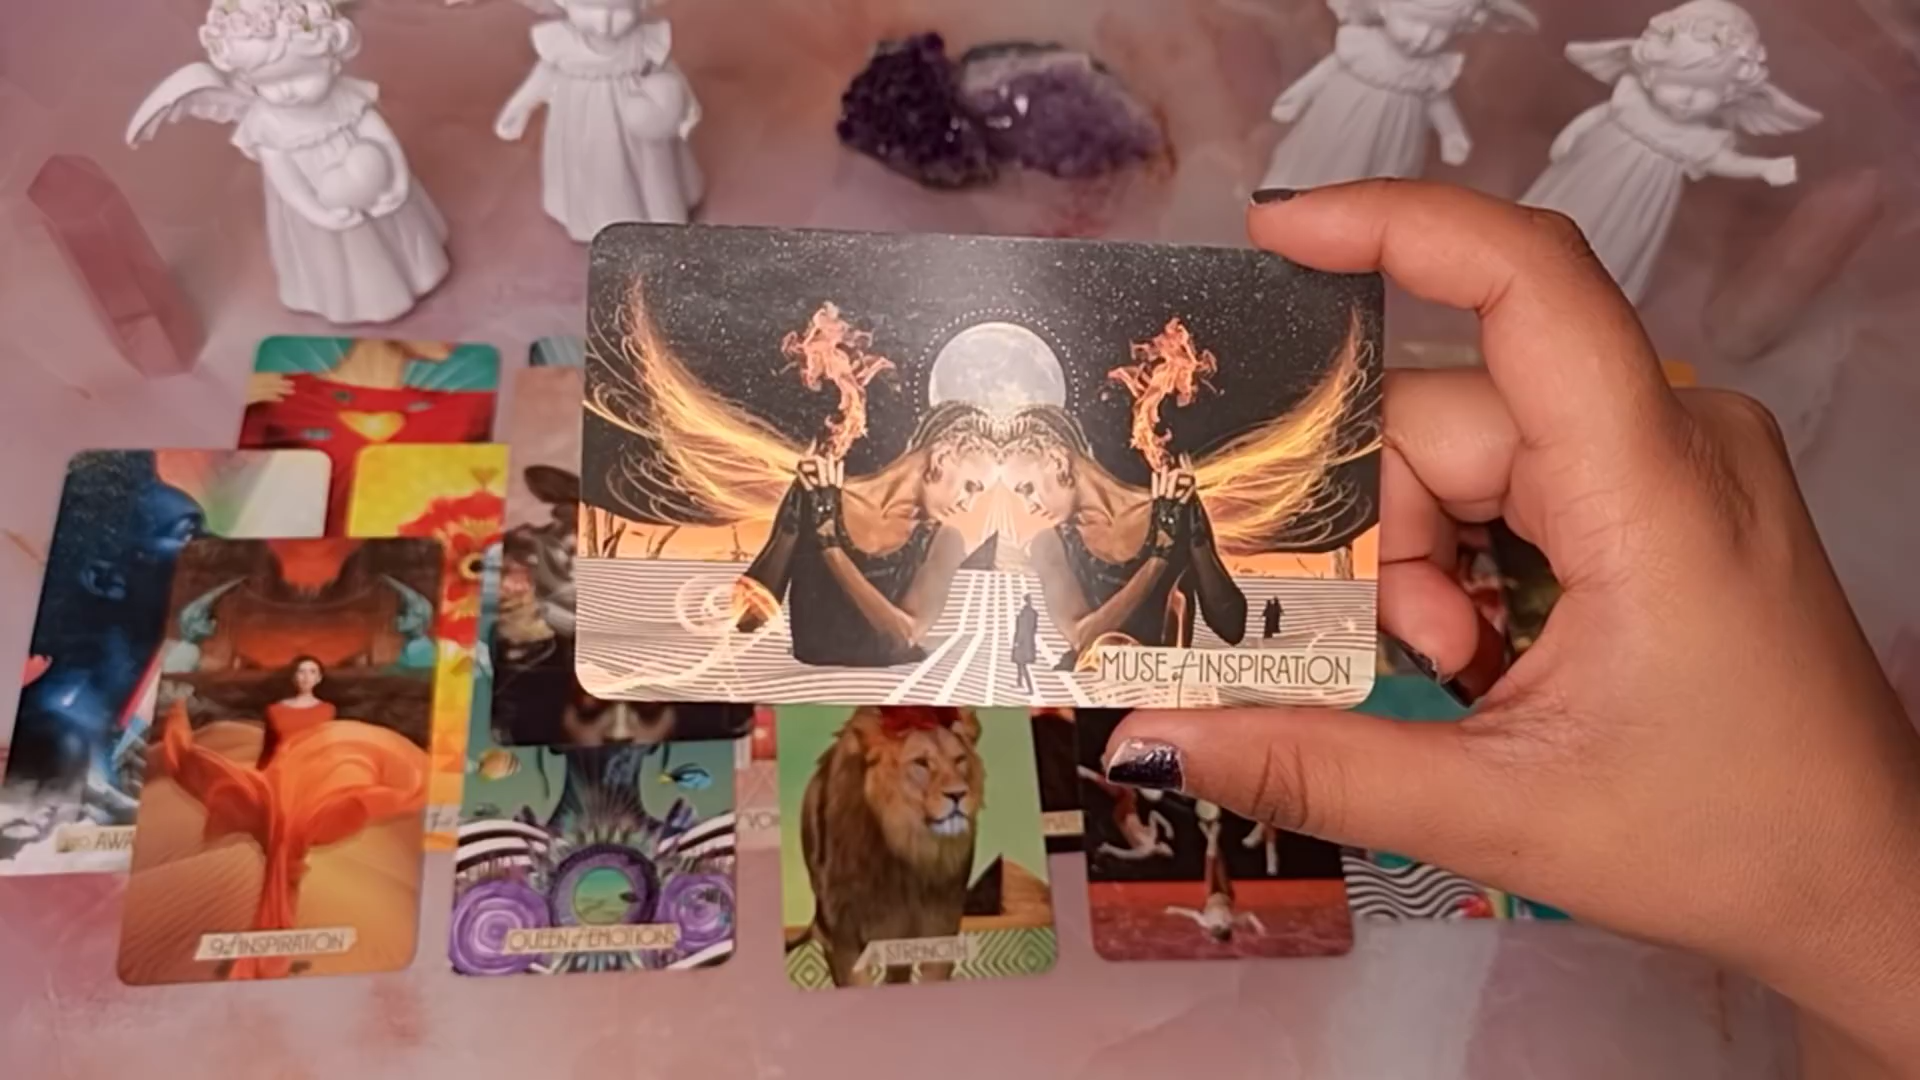 MUSE of INSPIRATION
9 of INSPIRATION
QUEEN of EMOTIONS
STRENGTH